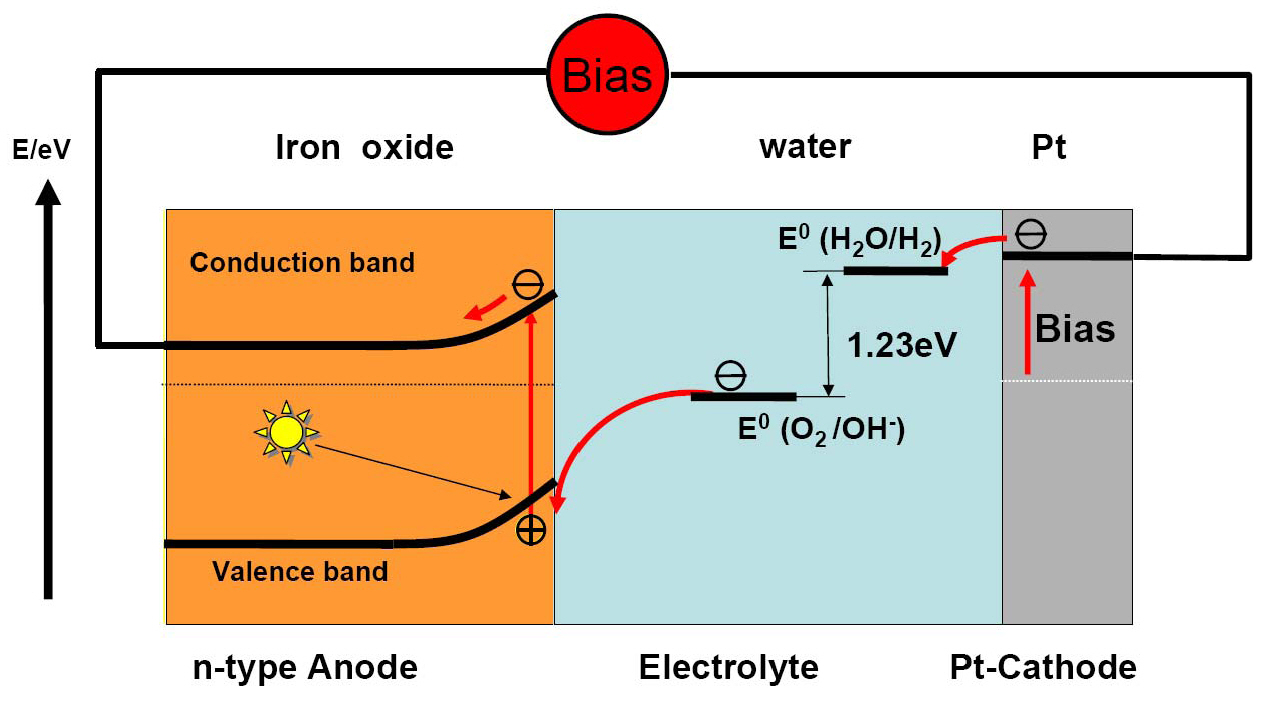 Bias
E/eV
Iron oxide
water
Pt
E⁰ (H₂O/H₂)
Conduction band
Bias
1.23eV
E⁰ (O₂ /OH⁻)
Valence band
n-type Anode
Electrolyte
Pt-Cathode